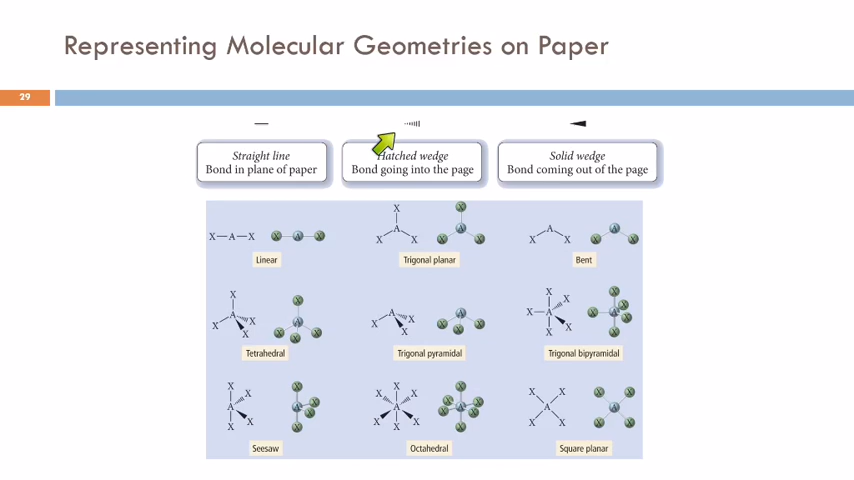 Representing Molecular Geometries on Paper
29
Straight line
Bond in plane of paper
Hatched wedge
Bond going into the page
Solid wedge
Bond coming out of the page
X—A—X X A X
Linear
X
A
X X
X
A
X X
Trigonal planar
A
X X
A
X X
Bent
X
A
X X
X
X
A
X X
X
Tetrahedral
A
X X
X
A
X X
X
Trigonal pyramidal
X
X
X—A
X
X
X
X
X A
X
X
Trigonal bipyramidal
X
X
A
X
X
X
A X
X
X
Seesaw
X
X X
A
X X
X
X
X X
X A X
X
Octahedral
X X
A
X X
X X
A
X X
Square planar